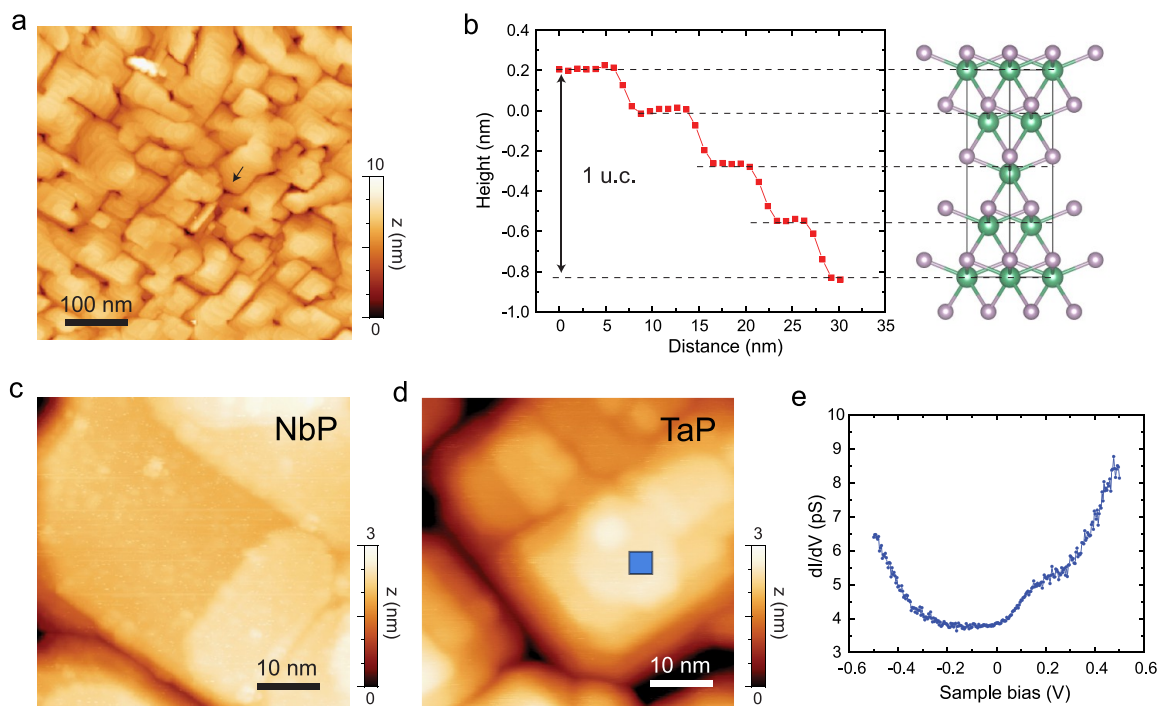 a
10
z (nm)
0
100 nm
b
0.4
0.2
0.0
-0.2
-0.4
-0.6
-0.8
-1.0
Height (nm)
1 u.c.
0 5 10 15 20 25 30 35
Distance (nm)
c
NbP
3
z (nm)
0
10 nm
d
TaP
3
z (nm)
0
10 nm
e
10
9
8
7
6
5
4
3
dI/dV (pS)
-0.6 -0.4 -0.2 0 0.2 0.4 0.6
Sample bias (V)